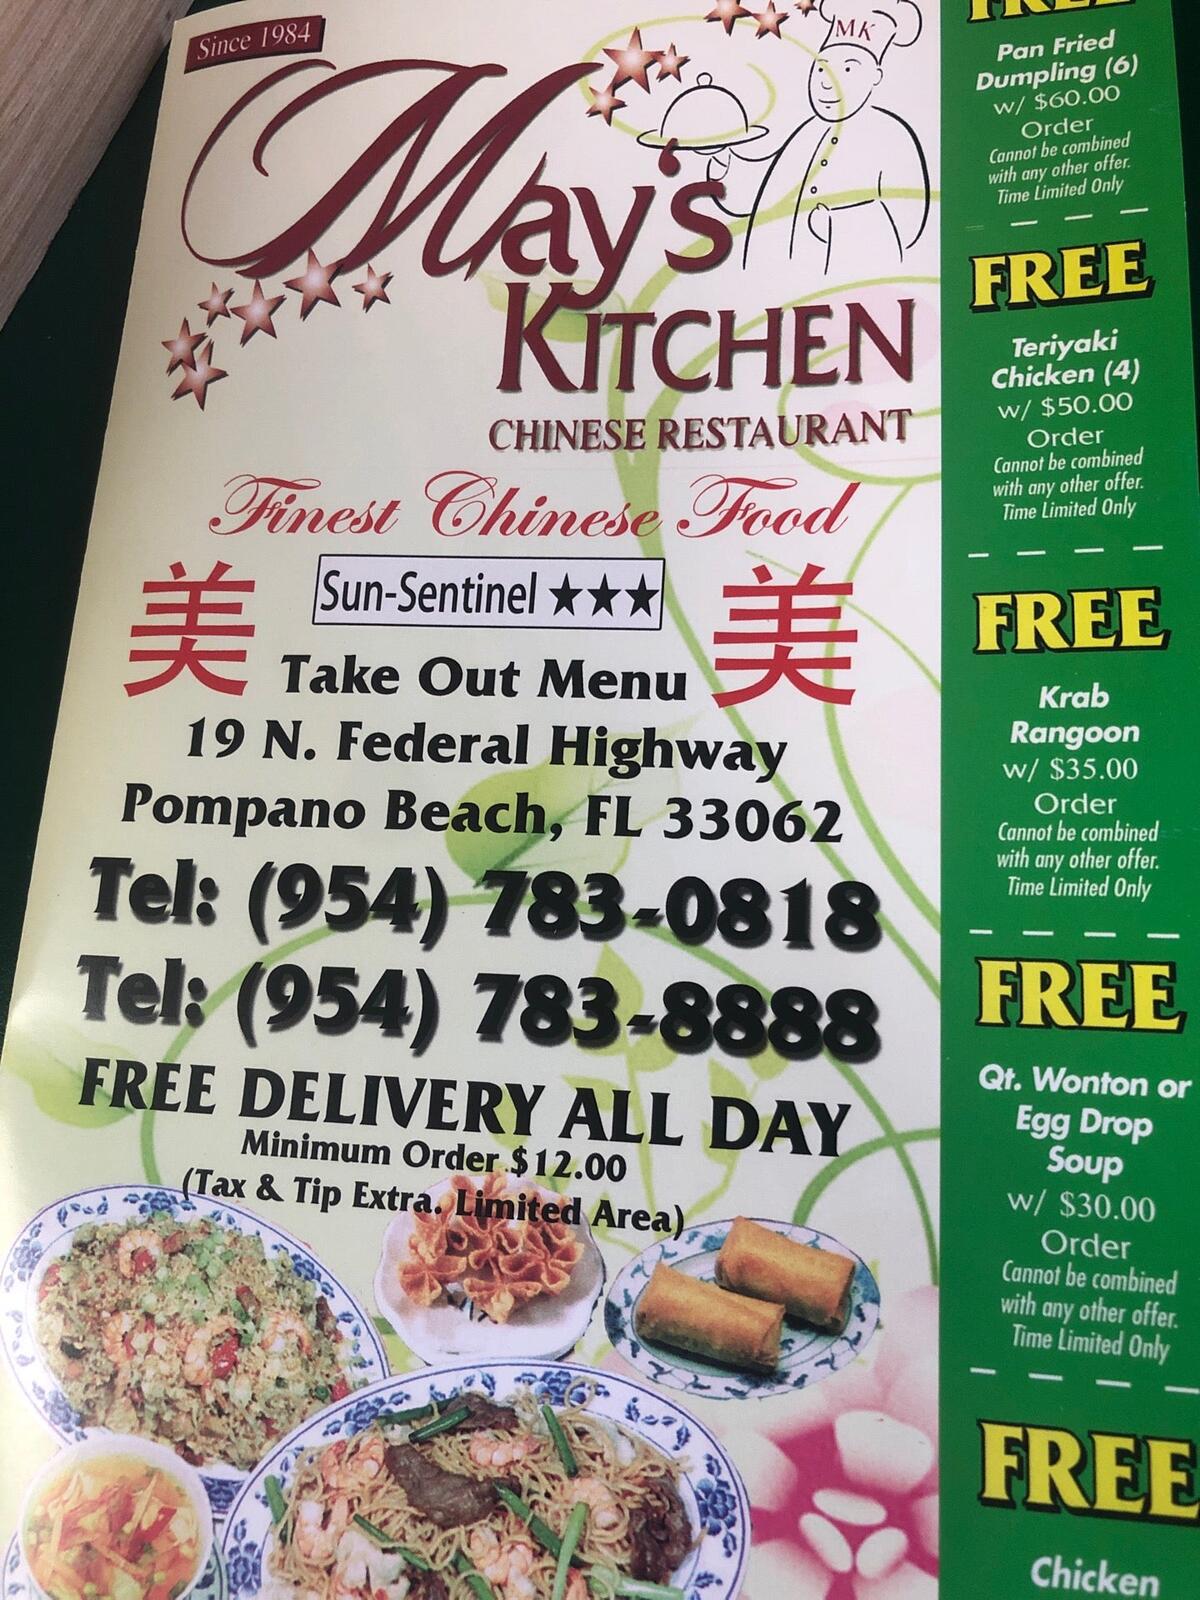 Since 1984
MK
May's
KITCHEN
CHINESE RESTAURANT
Finest Chinese Food
美
Sun-Sentinel ★★★
美
Take Out Menu
19 N. Federal Highway
Pompano Beach, FL 33062
Tel: (954) 783-0818
Tel: (954) 783-8888
FREE DELIVERY ALL DAY
Minimum Order $12.00
(Tax & Tip Extra. Limited Area)
FREE
Pan Fried
Dumpling (6)
w/ $60.00
Order
Cannot be combined
with any other offer.
Time Limited Only
FREE
Teriyaki
Chicken (4)
w/ $50.00
Order
Cannot be combined
with any other offer.
Time Limited Only
FREE
Krab
Rangoon
w/ $35.00
Order
Cannot be combined
with any other offer.
Time Limited Only
FREE
Qt. Wonton or
Egg Drop
Soup
w/ $30.00
Order
Cannot be combined
with any other offer.
Time Limited Only
FREE
Chicken